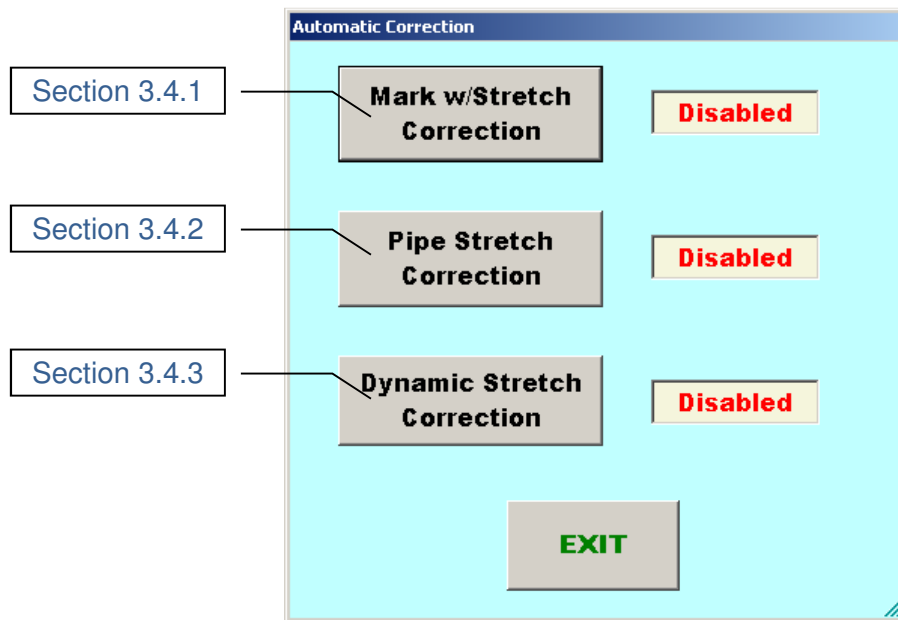 Automatic Correction
Section 3.4.1
Mark w/Stretch
Correction
Disabled
Section 3.4.2
Pipe Stretch
Correction
Disabled
Section 3.4.3
Dynamic Stretch
Correction
Disabled
EXIT